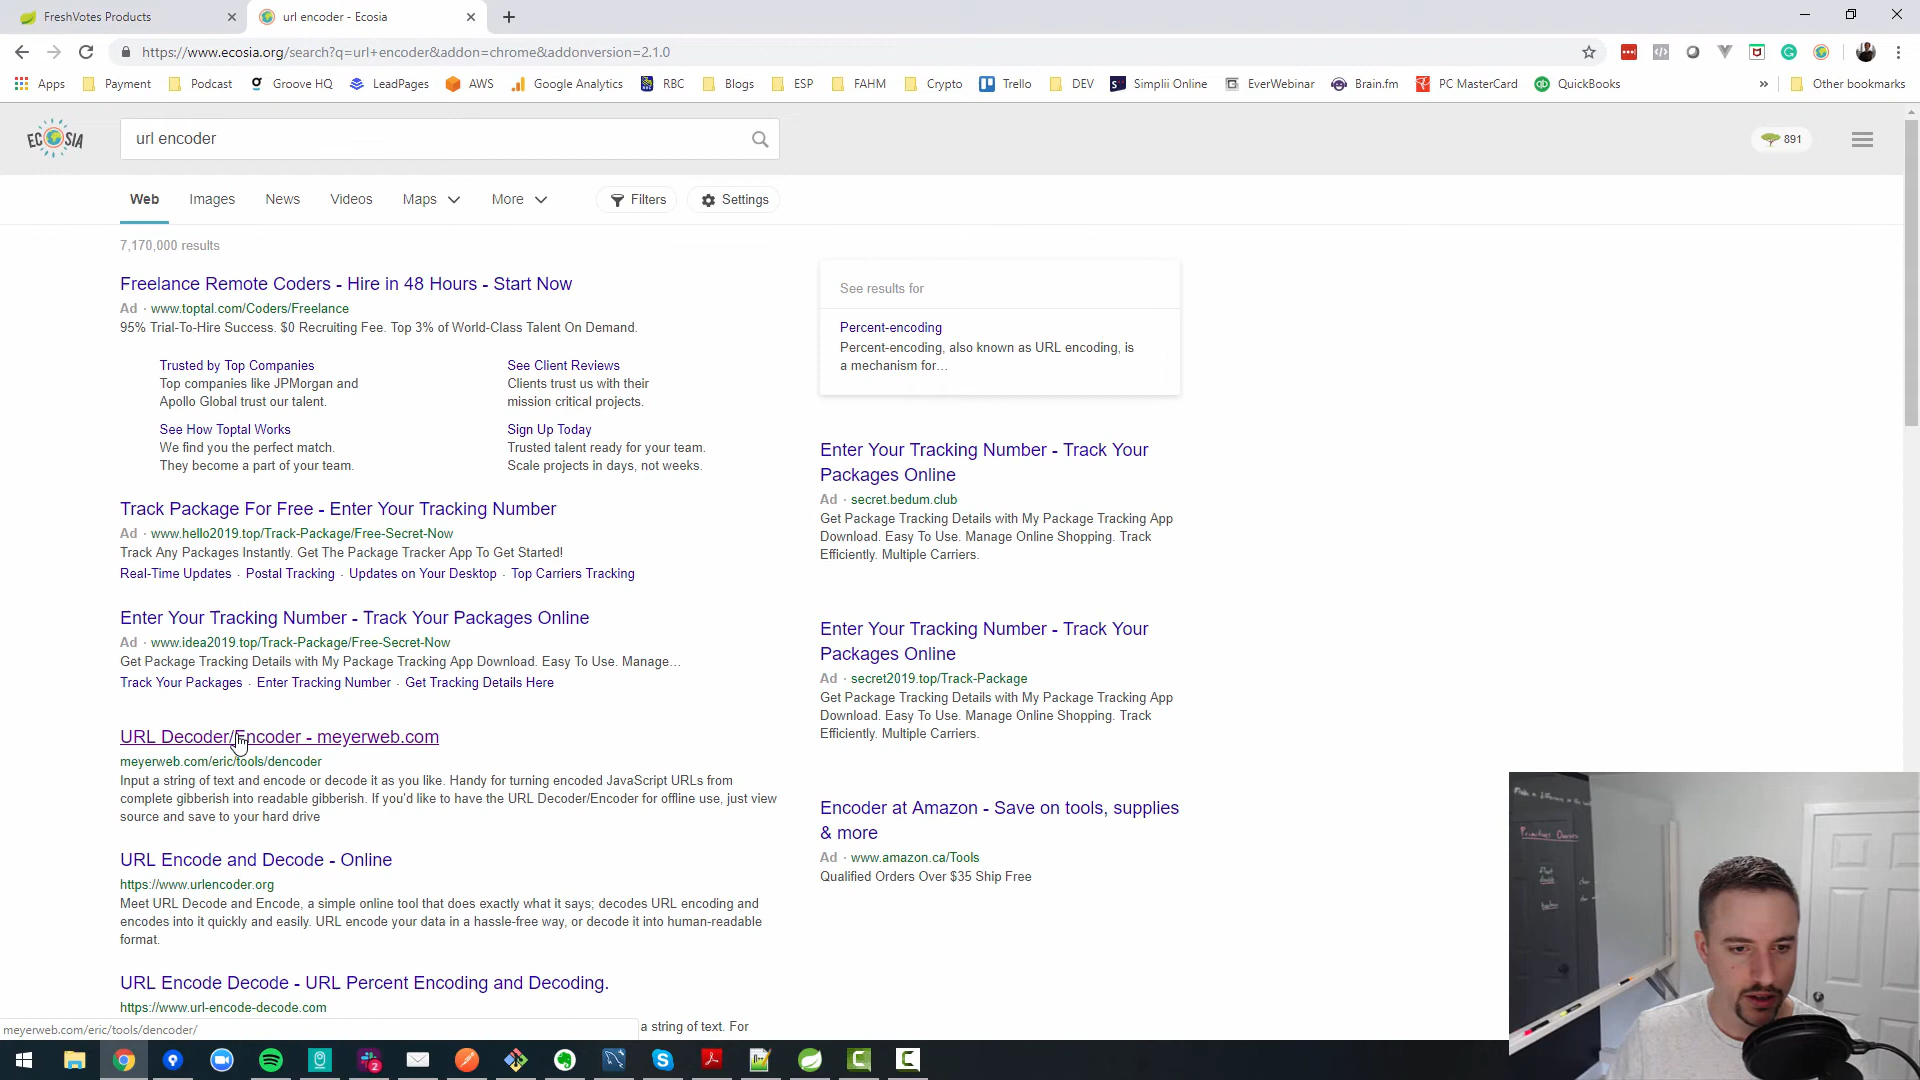 FreshVotes Products
url encoder - Ecosia
https://www.ecosia.org/search?q=url+encoder&addon=chrome&addonversion=2.1.0
Apps
Payment
Podcast
Groove HQ
LeadPages
AWS
Google Analytics
RBC
Blogs
ESP
FAHM
Crypto
Trello
DEV
Simplii Online
EverWebinar
Brain.fm
PC MasterCard
QuickBooks
Other bookmarks
ECOSIA
url encoder
891
Web
Images
News
Videos
Maps
More
Filters
Settings
7,170,000 results
Freelance Remote Coders - Hire in 48 Hours - Start Now
Ad · www.toptal.com/Coders/Freelance
95% Trial-To-Hire Success. $0 Recruiting Fee. Top 3% of World-Class Talent On Demand.
Trusted by Top Companies
Top companies like JPMorgan and
Apollo Global trust our talent.
See Client Reviews
Clients trust us with their
mission critical projects.
See How Toptal Works
We find you the perfect match.
They become a part of your team.
Sign Up Today
Trusted talent ready for your team.
Scale projects in days, not weeks.
Track Package For Free - Enter Your Tracking Number
Ad · www.hello2019.top/Track-Package/Free-Secret-Now
Track Any Packages Instantly. Get The Package Tracker App To Get Started!
Real-Time Updates · Postal Tracking · Updates on Your Desktop · Top Carriers Tracking
Enter Your Tracking Number - Track Your Packages Online
Ad · www.idea2019.top/Track-Package/Free-Secret-Now
Get Package Tracking Details with My Package Tracking App Download. Easy To Use. Manage...
Track Your Packages · Enter Tracking Number · Get Tracking Details Here
URL Decoder/Encoder - meyerweb.com
meyerweb.com/eric/tools/dencoder
Input a string of text and encode or decode it as you like. Handy for turning encoded JavaScript URLs from
complete gibberish into readable gibberish. If you'd like to have the URL Decoder/Encoder for offline use, just view
source and save to your hard drive
URL Encode and Decode - Online
https://www.urlencoder.org
Meet URL Decode and Encode, a simple online tool that does exactly what it says; decodes URL encoding and
encodes into it quickly and easily. URL encode your data in a hassle-free way, or decode it into human-readable
format.
URL Encode Decode - URL Percent Encoding and Decoding.
https://www.url-encode-decode.com
a string of text. For
meyerweb.com/eric/tools/dencoder/
See results for
Percent-encoding
Percent-encoding, also known as URL encoding, is
a mechanism for...
Enter Your Tracking Number - Track Your
Packages Online
Ad · secret.bedum.club
Get Package Tracking Details with My Package Tracking App
Download. Easy To Use. Manage Online Shopping. Track
Efficiently. Multiple Carriers.
Enter Your Tracking Number - Track Your
Packages Online
Ad · secret2019.top/Track-Package
Get Package Tracking Details with My Package Tracking App
Download. Easy To Use. Manage Online Shopping. Track
Efficiently. Multiple Carriers.
Encoder at Amazon - Save on tools, supplies
& more
Ad · www.amazon.ca/Tools
Qualified Orders Over $35 Ship Free